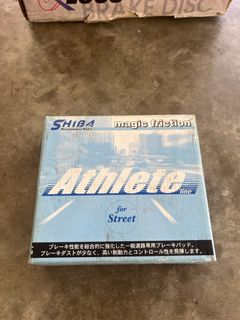 BRAKE DISC
SHIBA
magic friction
Athlete
line
for
Street
ブレーキ性能を総合的に強化した一般道路専用ブレーキパッド。
ブレーキダストが少なく、高い制動力とコントロール性を発揮します。